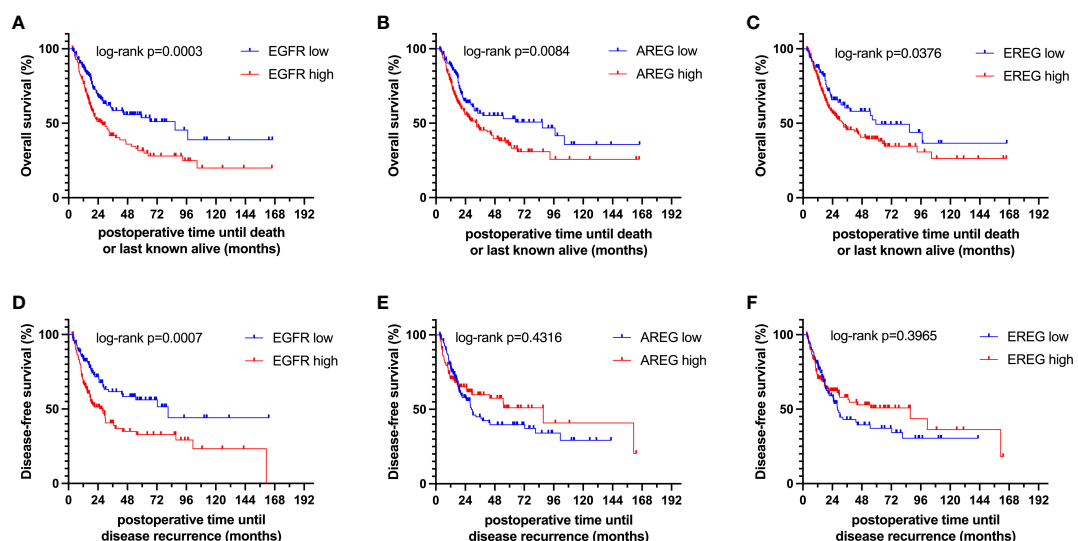 A
log-rank p=0.0003
EGFR low
EGFR high
Overall survival (%)
100
50
0
0 24 48 72 96 120 144 168 192
postoperative time until death
or last known alive (months)
B
log-rank p=0.0084
AREG low
AREG high
Overall survival (%)
100
50
0
0 24 48 72 96 120 144 168 192
postoperative time until death
or last known alive (months)
C
log-rank p=0.0376
EREG low
EREG high
Overall survival (%)
100
50
0
0 24 48 72 96 120 144 168 192
postoperative time until death
or last known alive (months)
D
log-rank p=0.0007
EGFR low
EGFR high
Disease-free survival (%)
100
50
0
0 24 48 72 96 120 144 168 192
postoperative time until
disease recurrence (months)
E
log-rank p=0.4316
AREG low
AREG high
Disease-free survival (%)
100
50
0
0 24 48 72 96 120 144 168 192
postoperative time until
disease recurrence (months)
F
log-rank p=0.3965
EREG low
EREG high
Disease-free survival (%)
100
50
0
0 24 48 72 96 120 144 168 192
postoperative time until
disease recurrence (months)